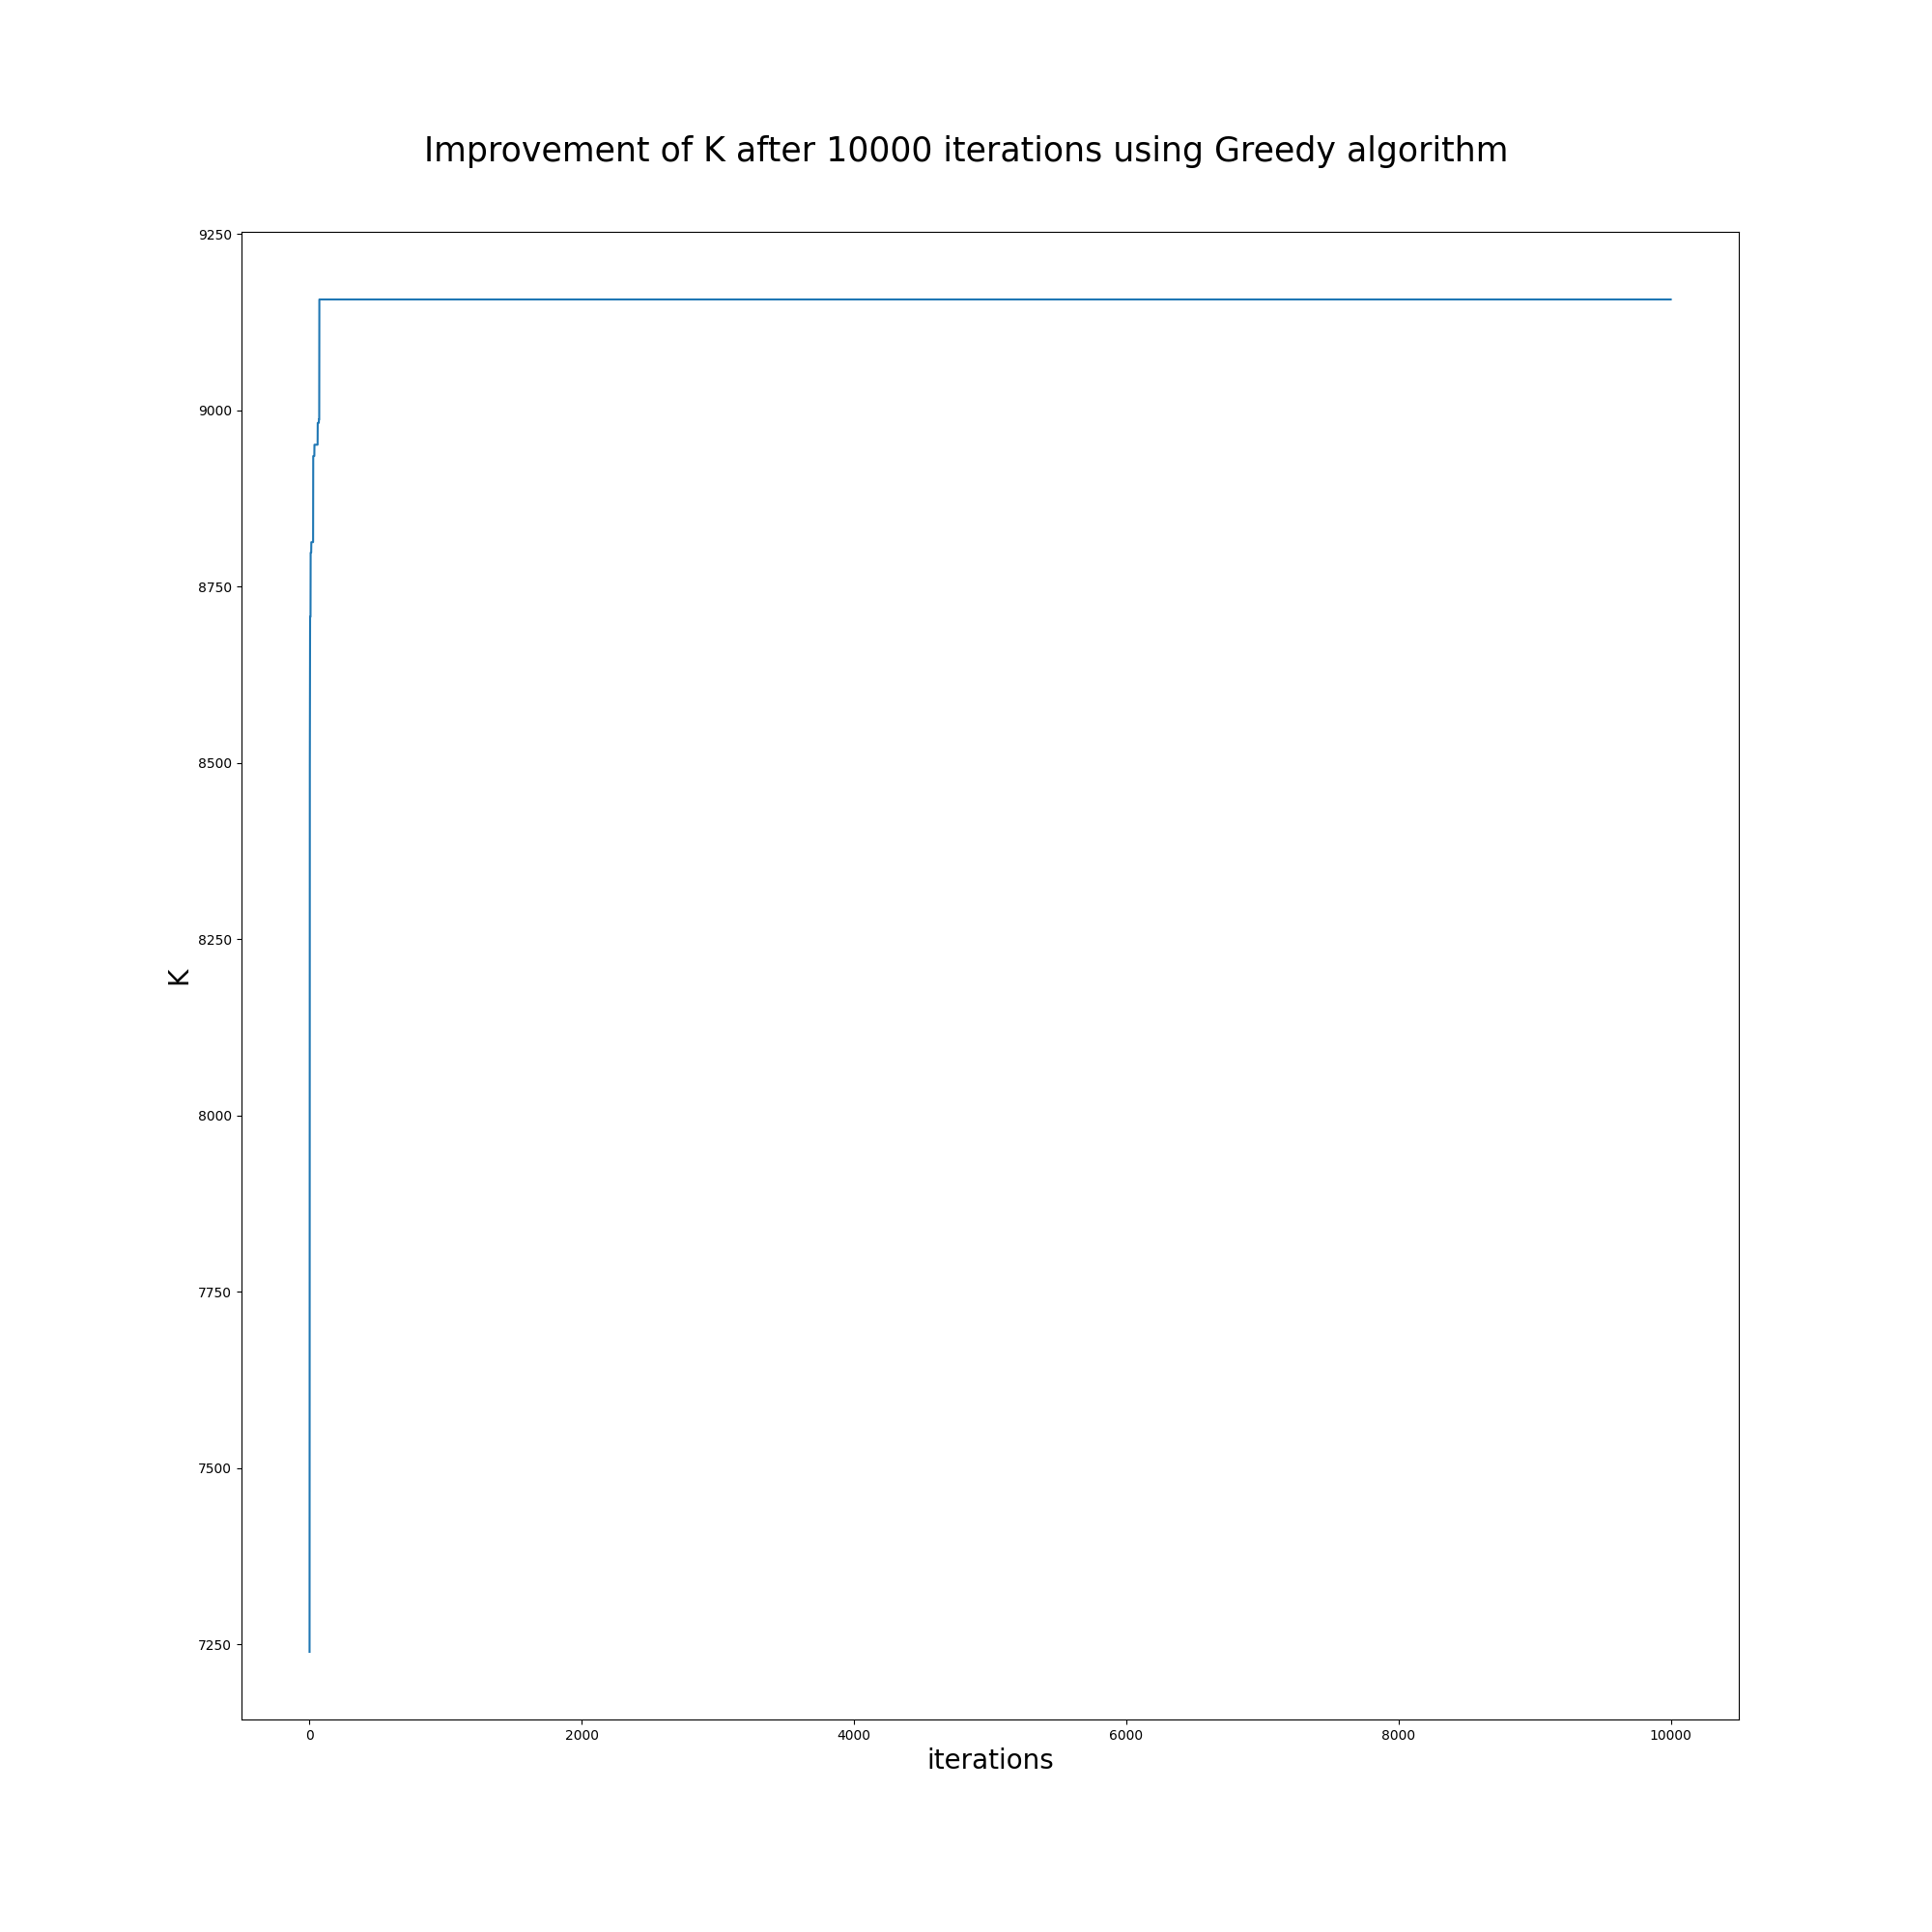 Improvement of K after 10000 iterations using Greedy algorithm
9250
9000
8750
8500
8250
8000
7750
7500
7250
K
0 2000 4000 6000 8000 10000
iterations